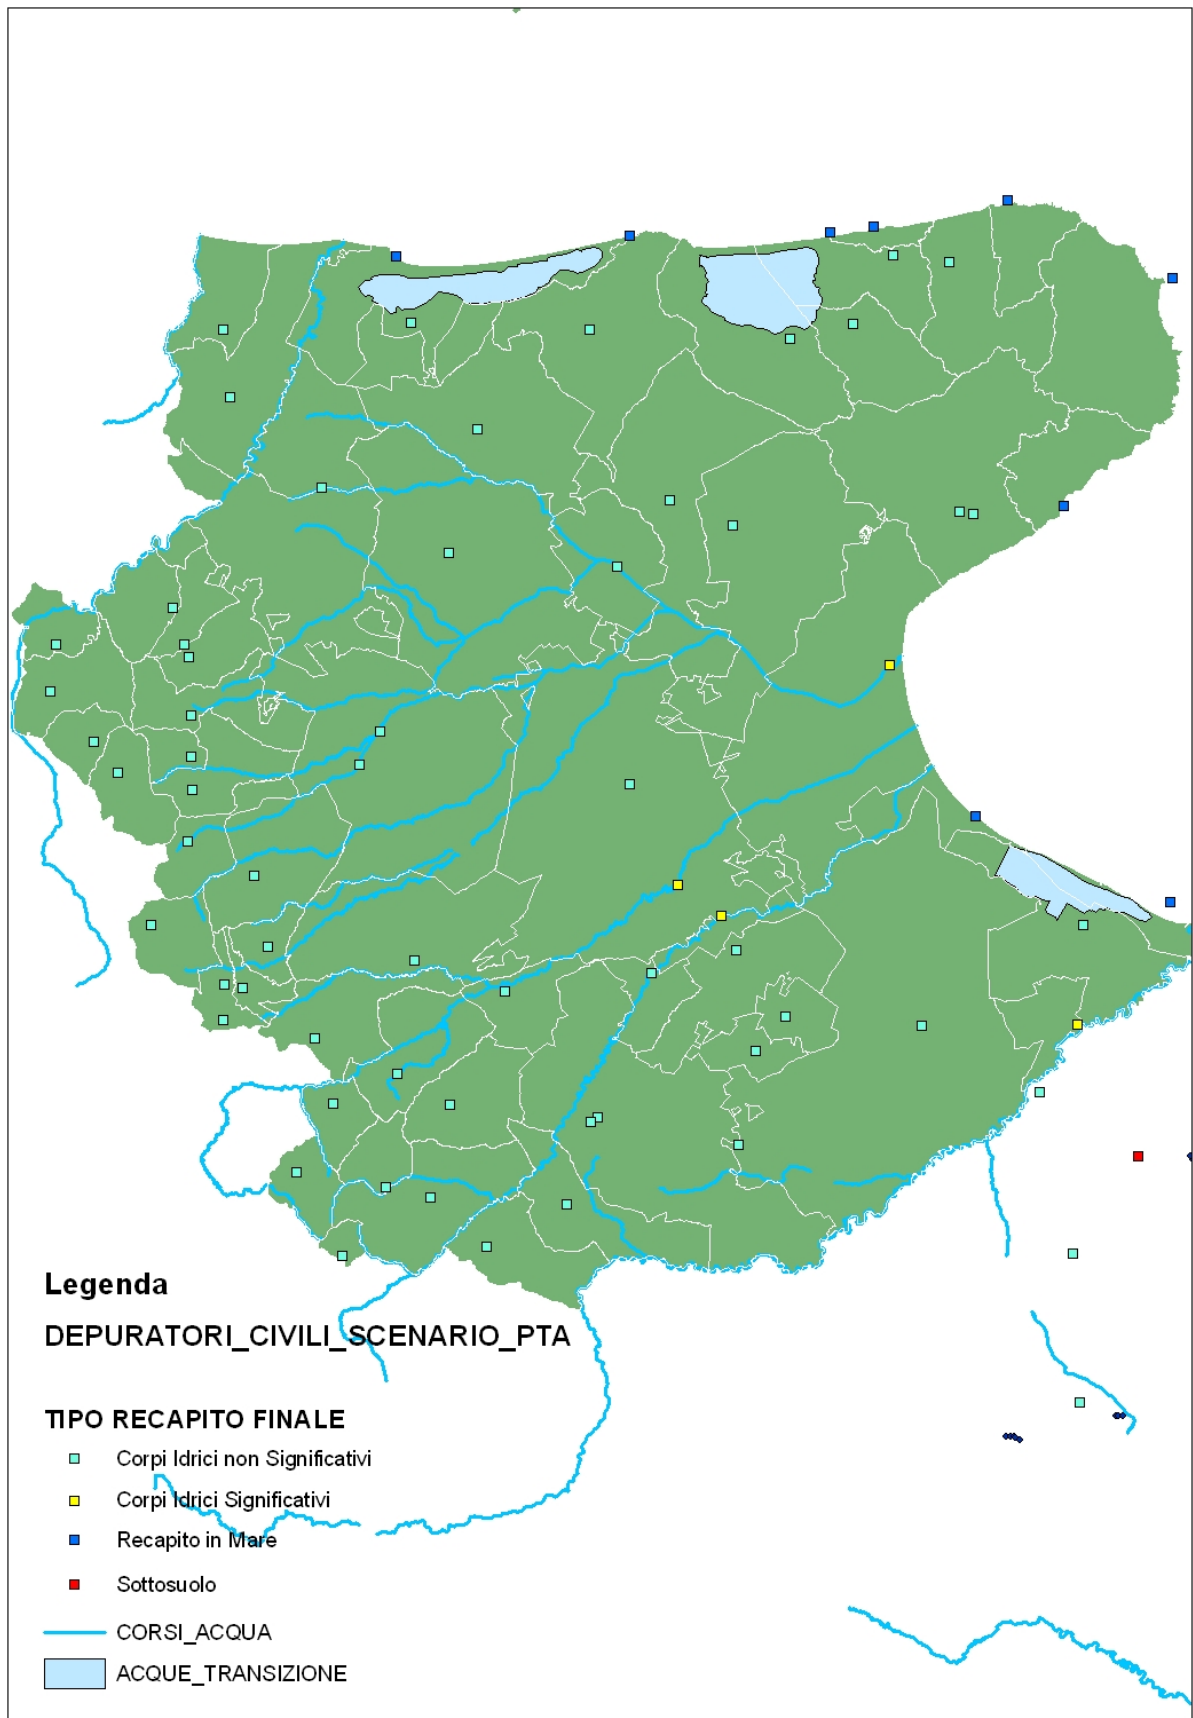 Legenda
DEPURATORI_CIVILI_SCENARIO_PTA
TIPO RECAPITO FINALE
Corpi Idrici non Significativi
Corpi Idrici Significativi
Recapito in Mare
Sottosuolo
CORSI_ACQUA
ACQUE_TRANSIZIONE